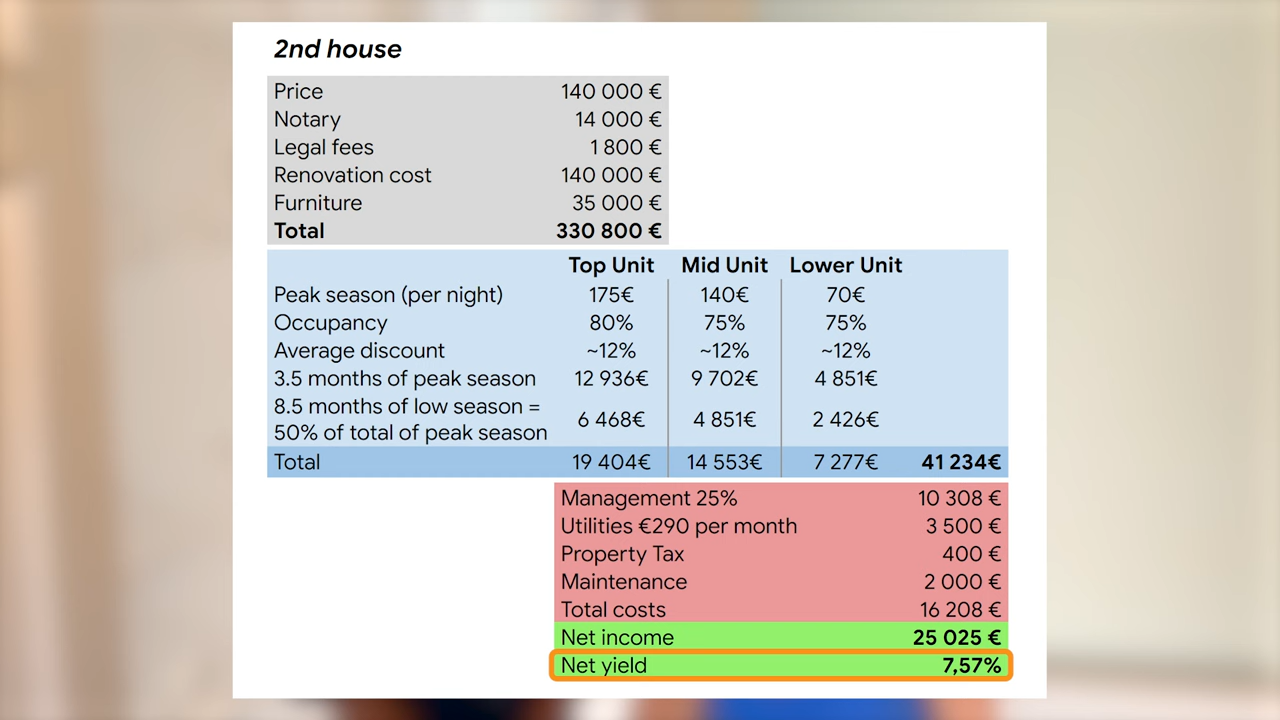 2nd house
Price 140 000 €
Notary 14 000 €
Legal fees 1 800 €
Renovation cost 140 000 €
Furniture 35 000 €
Total 330 800 €
Top Unit Mid Unit Lower Unit
Peak season (per night) 175€ 140€ 70€
Occupancy 80% 75% 75%
Average discount ~12% ~12% ~12%
3.5 months of peak season 12 936€ 9 702€ 4 851€
8.5 months of low season =
50% of total of peak season 6 468€ 4 851€ 2 426€
Total 19 404€ 14 553€ 7 277€ 41 234€
Management 25% 10 308 €
Utilities €290 per month 3 500 €
Property Tax 400 €
Maintenance 2 000 €
Total costs 16 208 €
Net income 25 025 €
Net yield 7,57%